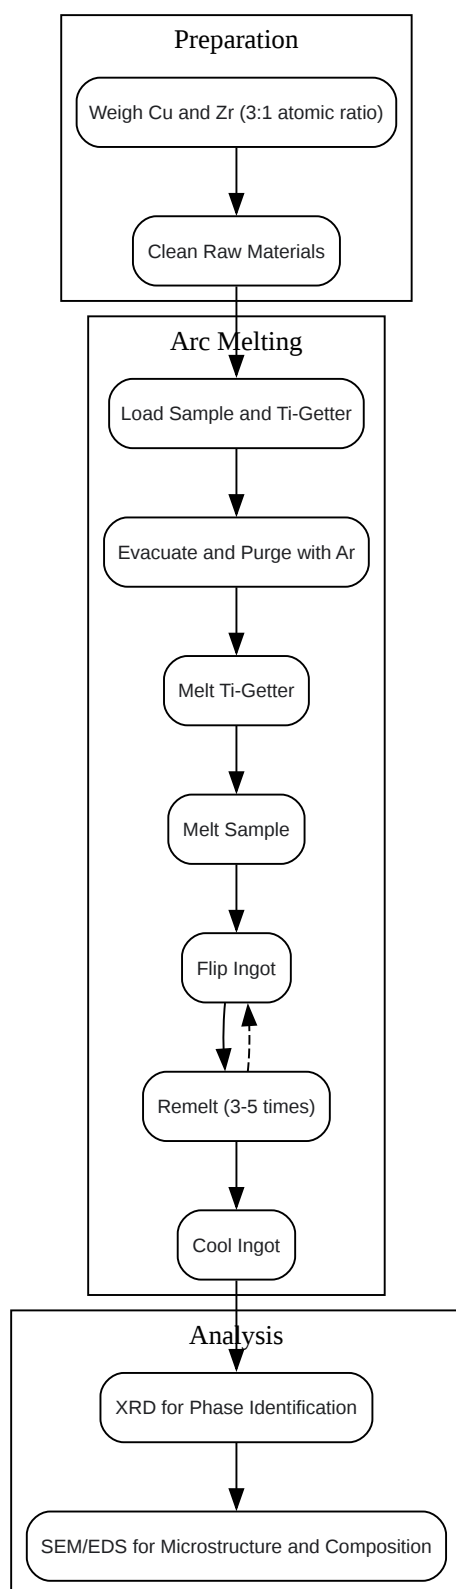 Preparation
Weigh Cu and Zr (3:1 atomic ratio)
Clean Raw Materials
Arc Melting
Load Sample and Ti-Getter
Evacuate and Purge with Ar
Melt Ti-Getter
Melt Sample
Flip Ingot
Remelt (3-5 times)
Cool Ingot
Analysis
XRD for Phase Identification
SEM/EDS for Microstructure and Composition